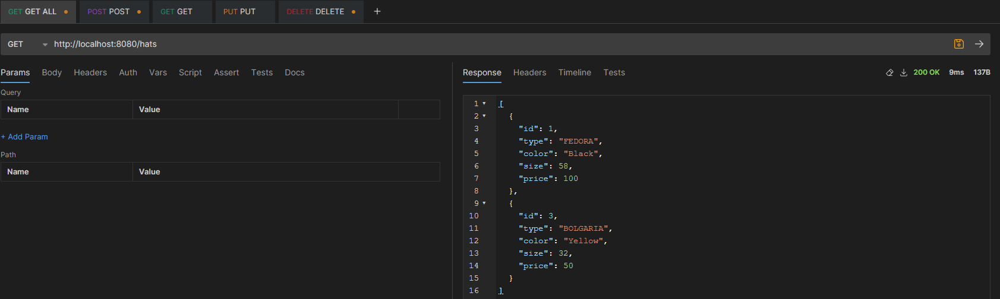 GET GET ALL POST POST GET GET PUT PUT DELETE DELETE +
GET http://localhost:8080/hats
Params Body Headers Auth Vars Script Assert Tests Docs
Query
Name Value
+ Add Param
Path
Name Value
Response Headers Timeline Tests 200 OK 9ms 137B
1 [
2 {
3 "id": 1,
4 "type": "FEDORA",
5 "color": "Black",
6 "size": 58,
7 "price": 100
8 },
9 {
10 "id": 3,
11 "type": "BOLGARIA",
12 "color": "Yellow",
13 "size": 32,
14 "price": 50
15 }
16 ]